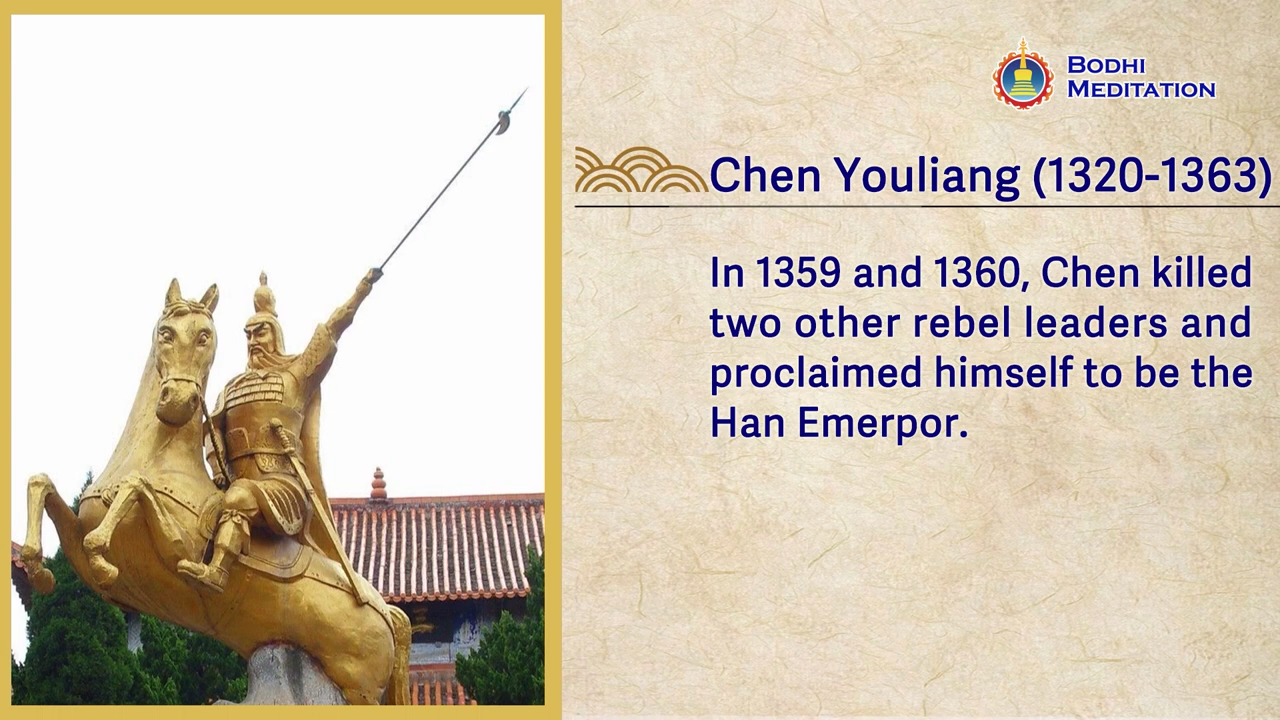 BODHI
MEDITATION
Chen Youliang (1320-1363)
In 1359 and 1360, Chen killed
two other rebel leaders and
proclaimed himself to be the
Han Emerpor.